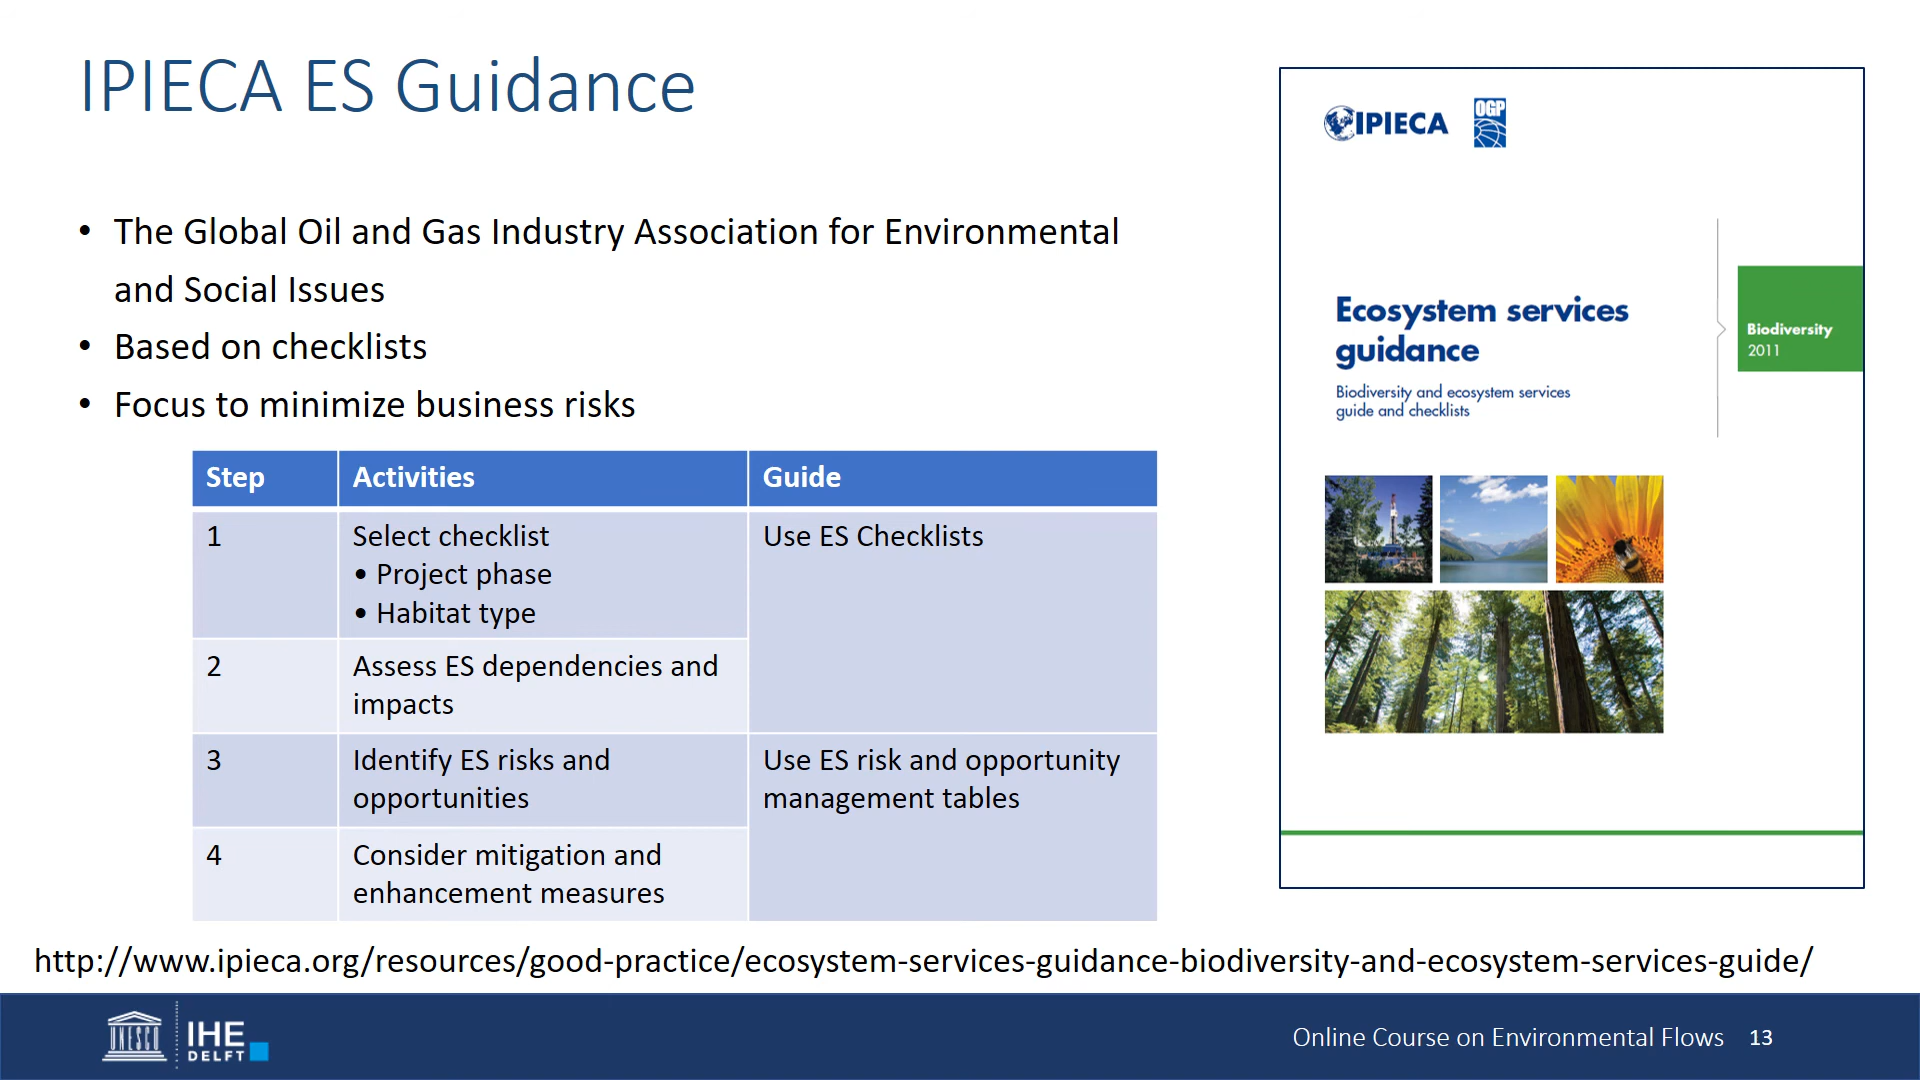 IPIECA ES Guidance
• The Global Oil and Gas Industry Association for Environmental
and Social Issues
• Based on checklists
• Focus to minimize business risks
Step Activities Guide
1 Select checklist Use ES Checklists
• Project phase
• Habitat type
2 Assess ES dependencies and
impacts
3 Identify ES risks and Use ES risk and opportunity
opportunities management tables
4 Consider mitigation and
enhancement measures
http://www.ipieca.org/resources/good-practice/ecosystem-services-guidance-biodiversity-and-ecosystem-services-guide/
IPIECA OGP
Ecosystem services
guidance
Biodiversity and ecosystem services
guide and checklists
Biodiversity
2011
UNESCO IHE
DELFT
Online Course on Environmental Flows 13